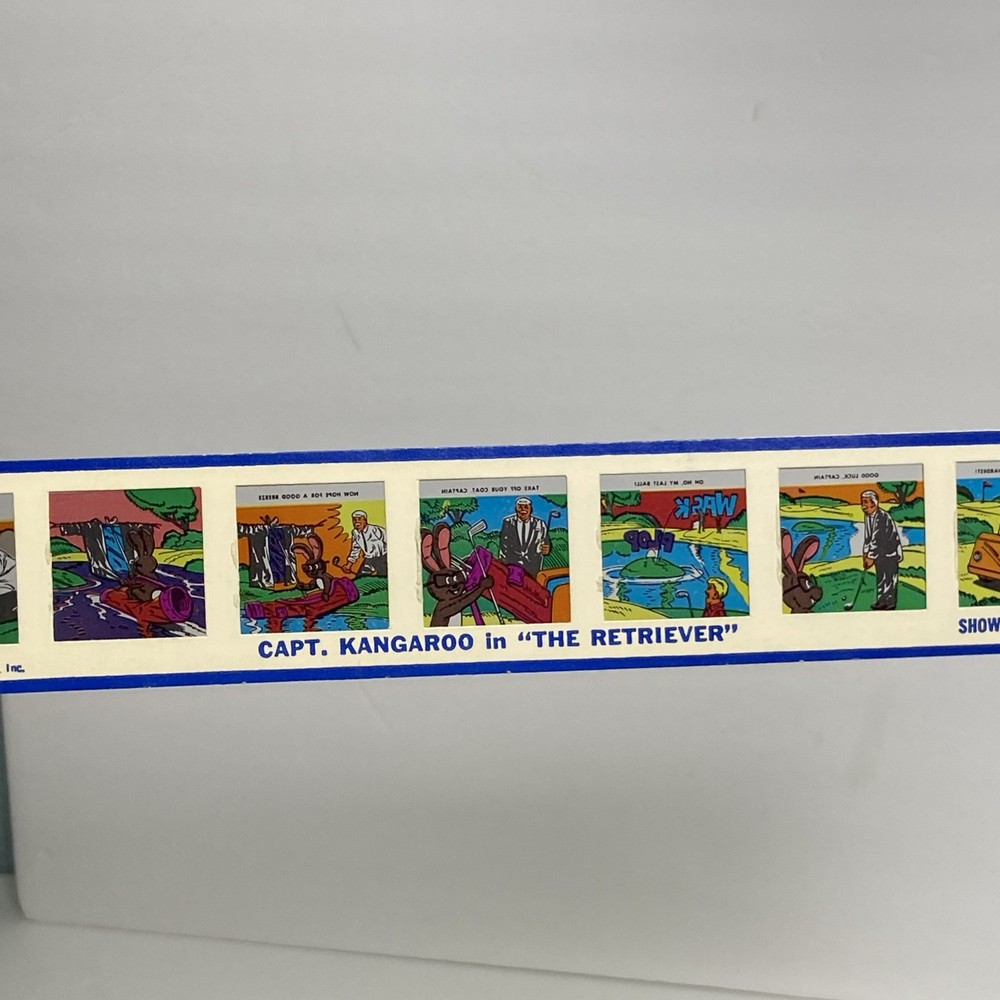 NOW HOPE FOR A GOOD BREEZE
TAKE OFF YOUR COAT, CAPTAIN
OH, NO, MY LAST BALL!
WACK
PLOP
GOOD LUCK, CAPTAIN
CAPT. KANGAROO in “THE RETRIEVER”
SHOW
, Inc.